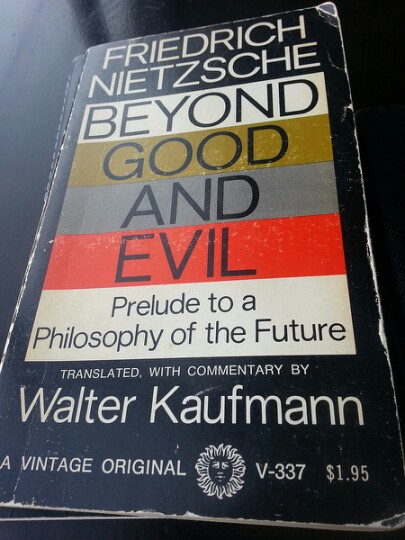 FRIEDRICH
NIETZSCHE
BEYOND
GOOD
AND
EVIL
Prelude to a
Philosophy of the Future
TRANSLATED, WITH COMMENTARY BY
Walter Kaufmann
A VINTAGE ORIGINAL V-337 $1.95